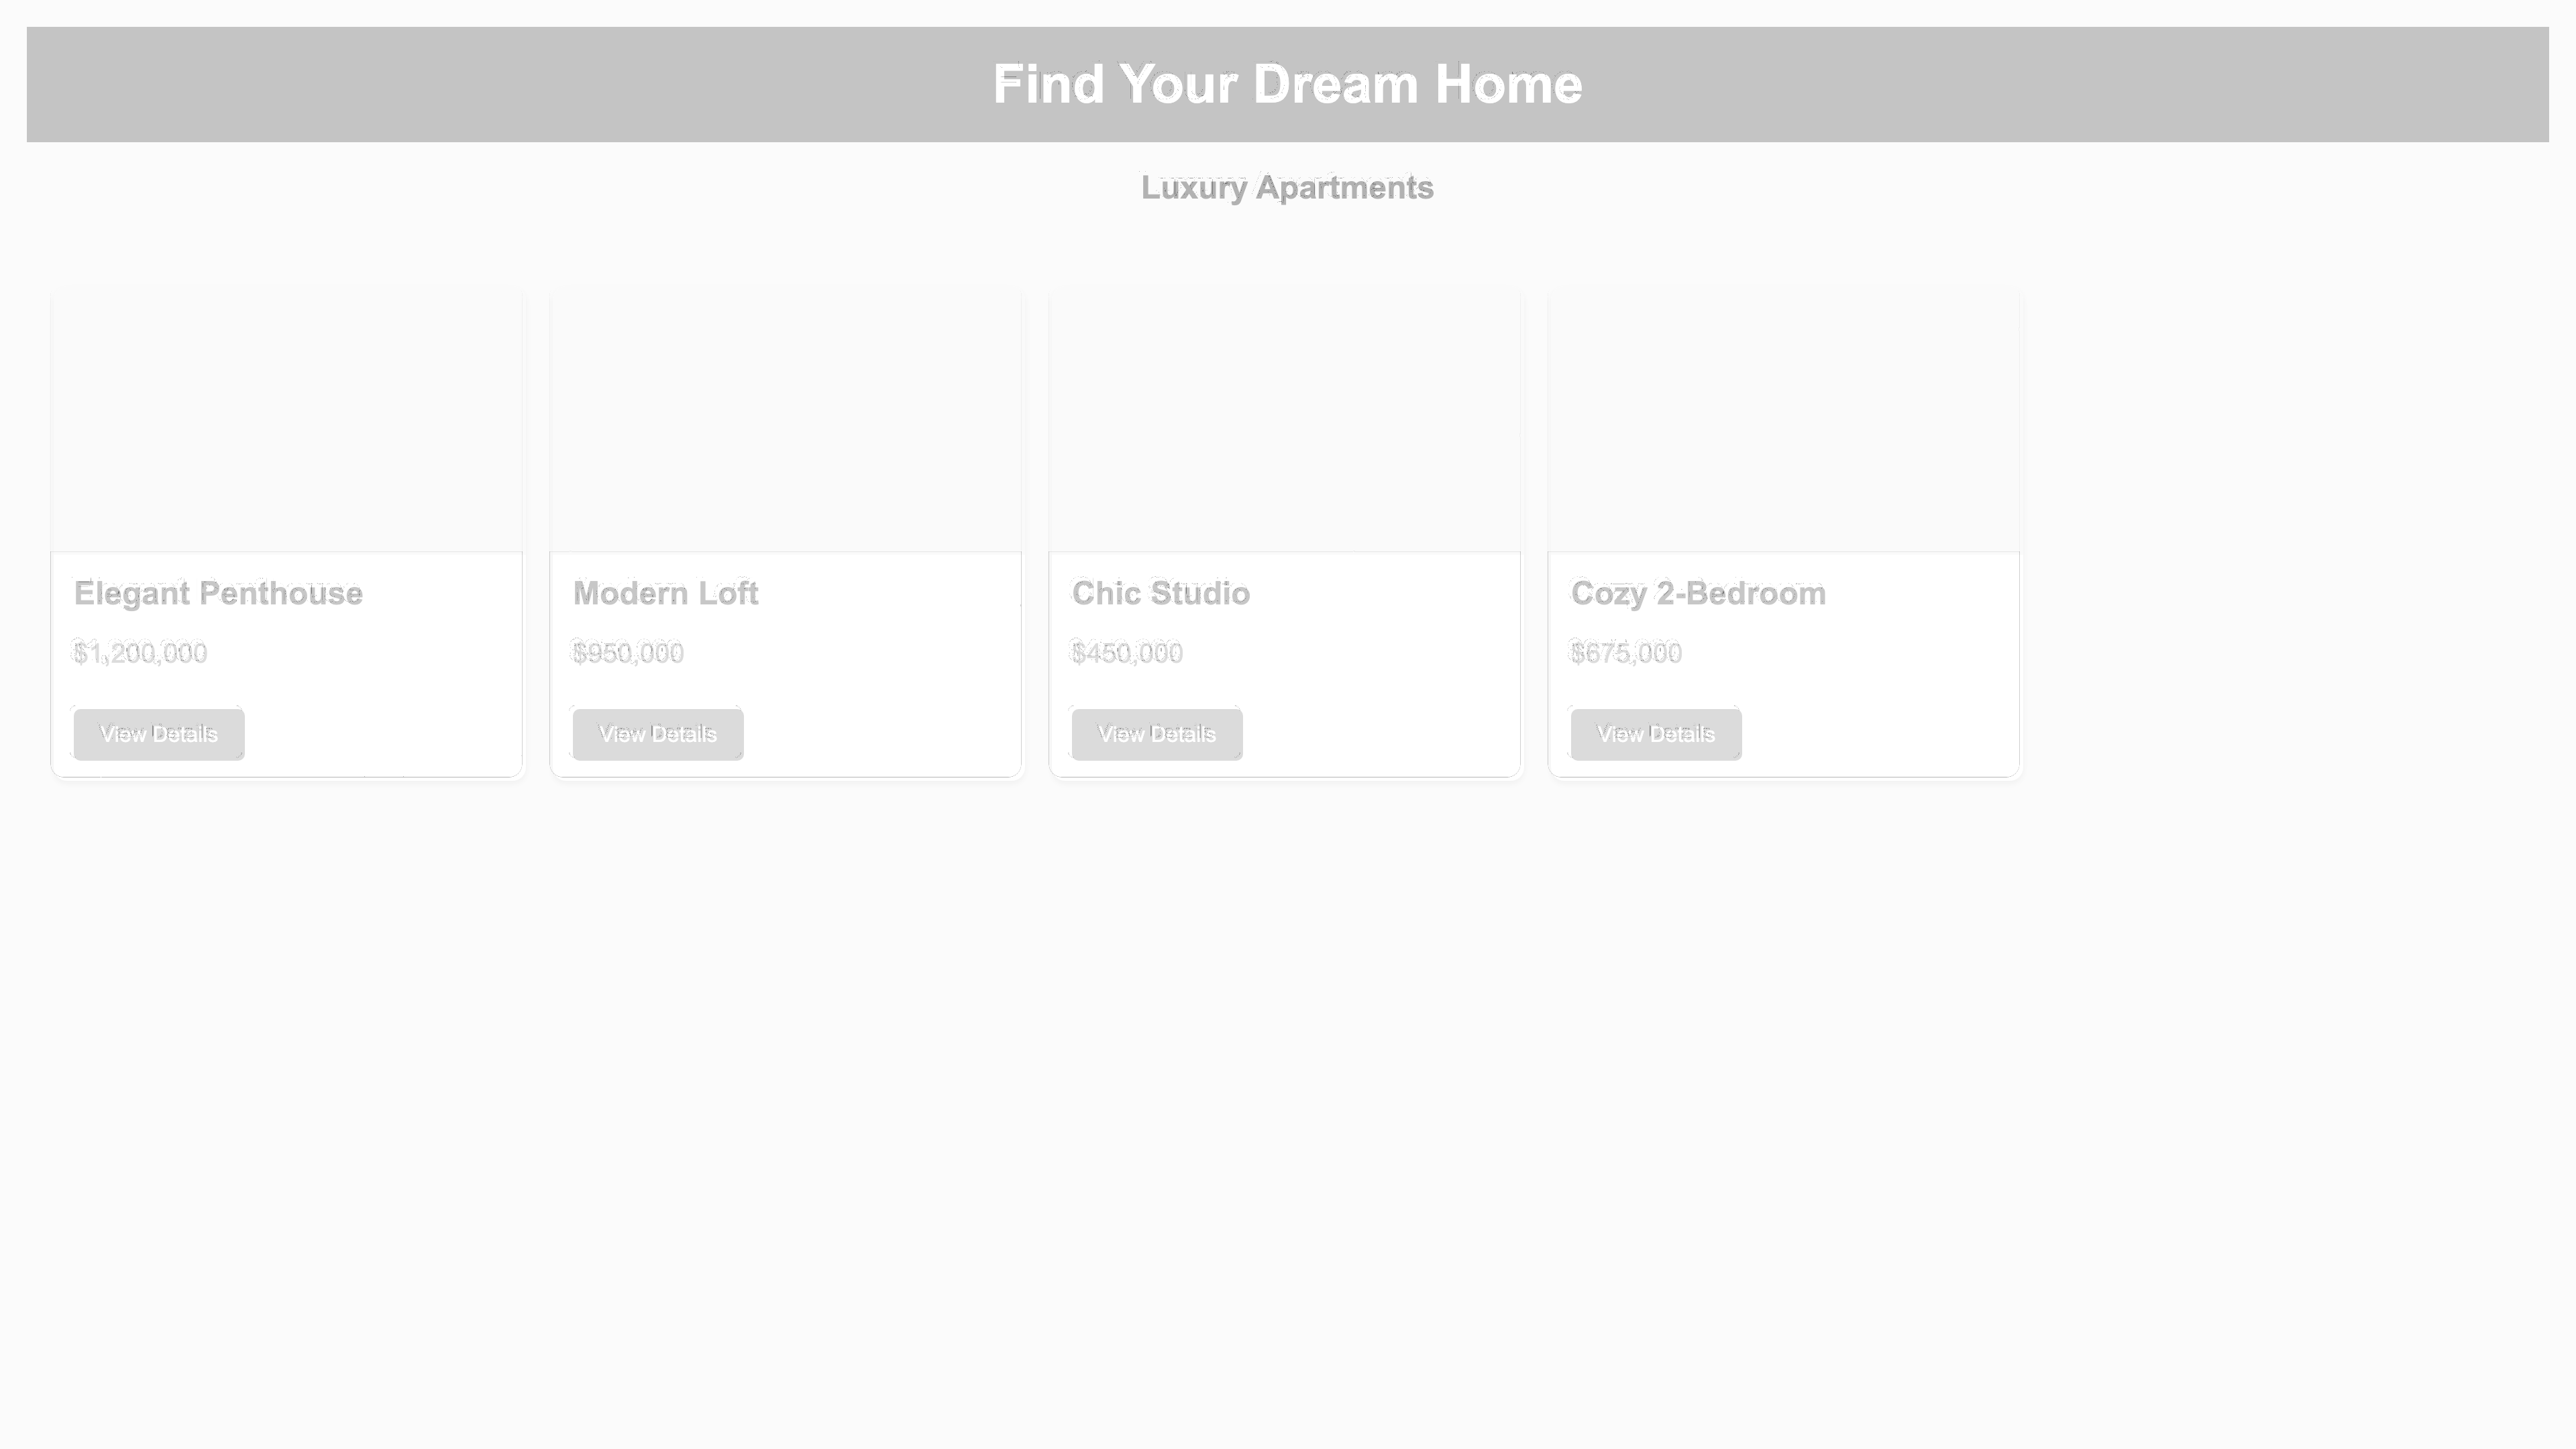 Find Your Dream Home
Luxury Apartments
Elegant Penthouse
$1,200,000
View Details
Modern Loft
$950,000
View Details
Chic Studio
$450,000
View Details
Cozy 2-Bedroom
$675,000
View Details